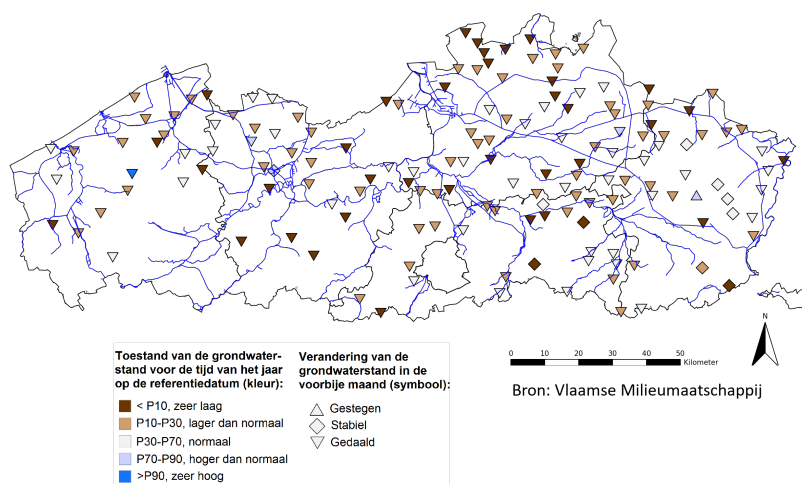 N
0 10 20 30 40 50
Kilometer
Bron: Vlaamse Milieumaatschappij
Toestand van de grondwater-
stand voor de tijd van het jaar
op de referentiedatum (kleur):
< P10, zeer laag
P10-P30, lager dan normaal
P30-P70, normaal
P70-P90, hoger dan normaal
>P90, zeer hoog
Verandering van de
grondwaterstand in de
voorbije maand (symbool):
Gestegen
Stabiel
Gedaald